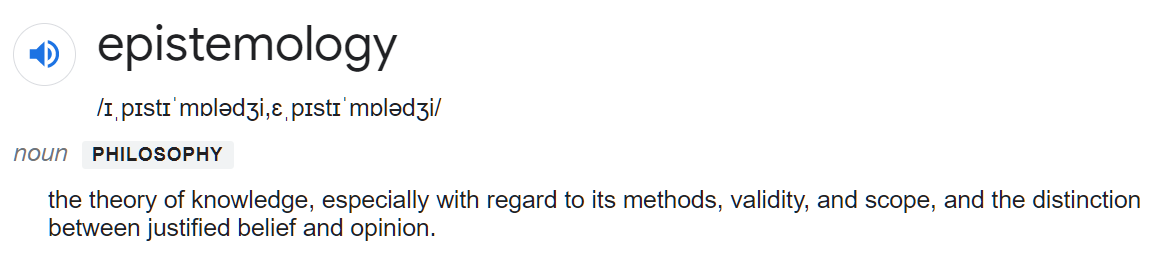 epistemology
/ɪˌpɪstɪˈmɒlədʒi,ɛˌpɪstɪˈmɒlədʒi/
noun PHILOSOPHY
the theory of knowledge, especially with regard to its methods, validity, and scope, and the distinction
between justified belief and opinion.